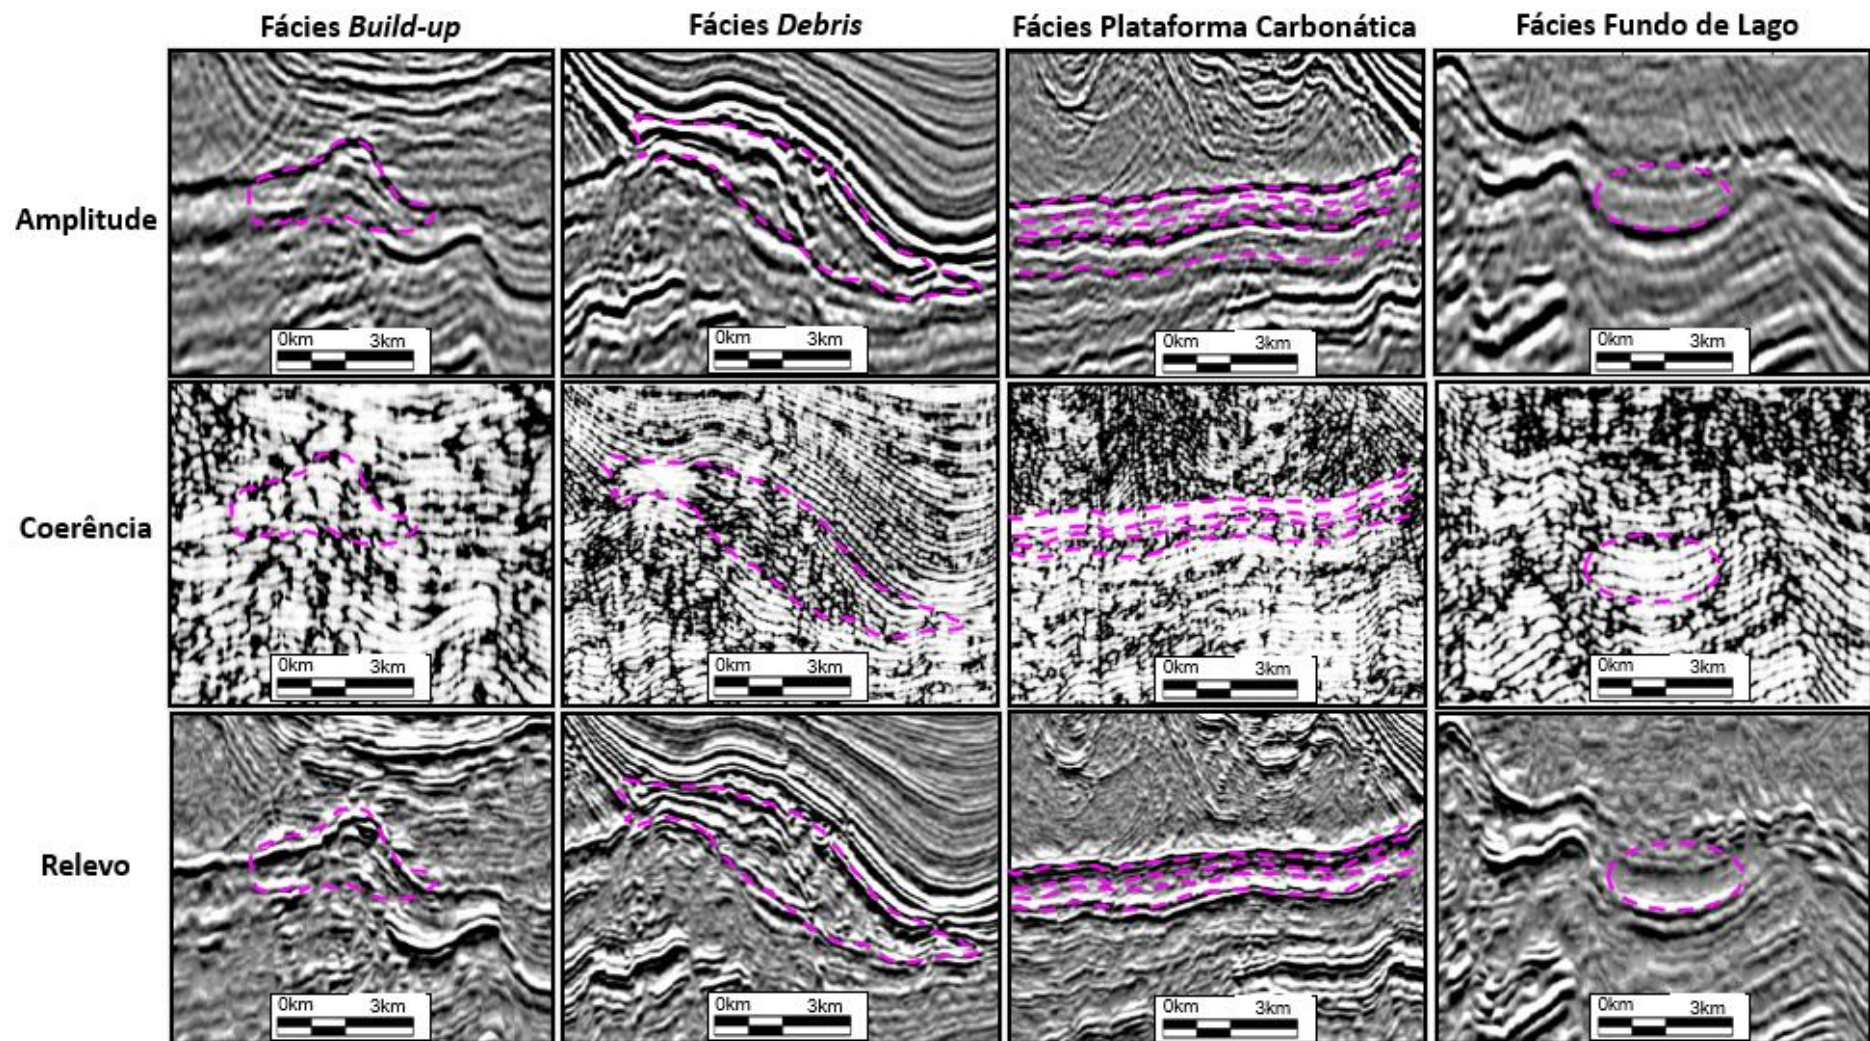 Fácies Build-up
Fácies Debris
Fácies Plataforma Carbonática
Fácies Fundo de Lago
Amplitude
0km 3km
0km 3km
0km 3km
0km 3km
Coerência
0km 3km
0km 3km
0km 3km
0km 3km
Relevo
0km 3km
0km 3km
0km 3km
0km 3km